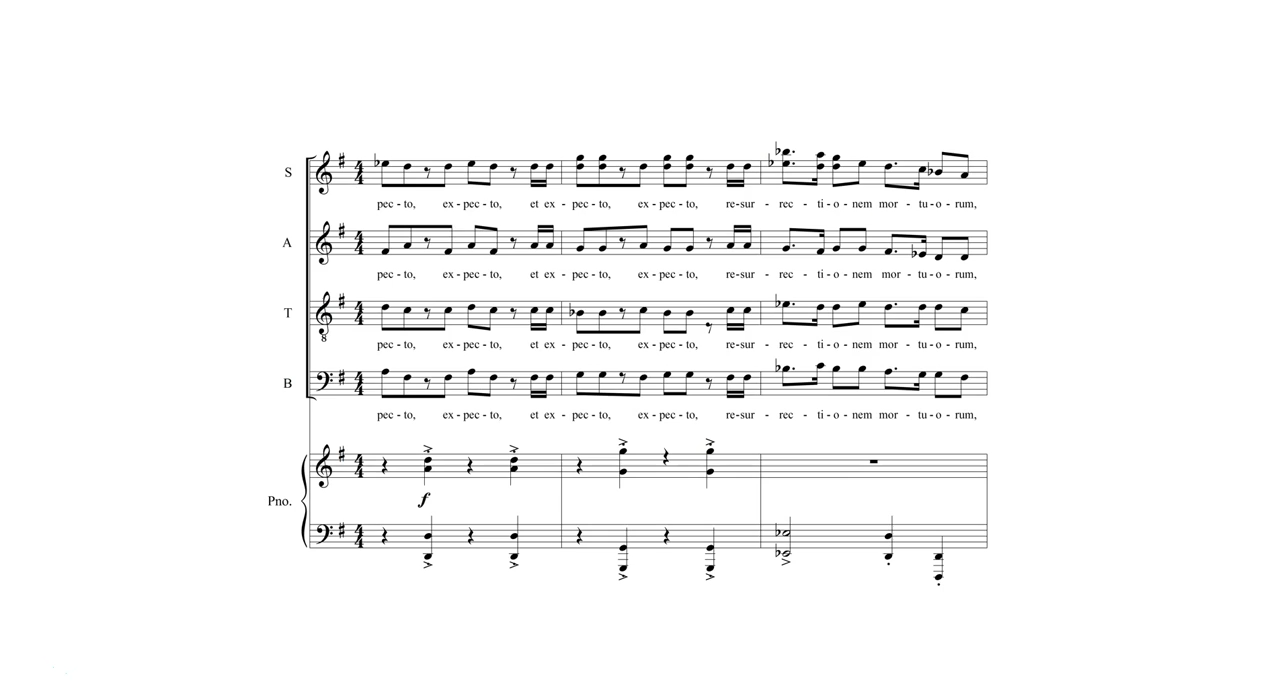 S
pec - to, ex - pec - to, et ex - pec - to, ex - pec - to, re-sur - rec - ti - o - nem mor - tu - o - rum,
A
pec - to, ex - pec - to, et ex - pec - to, ex - pec - to, re-sur - rec - ti - o - nem mor - tu - o - rum,
T
8
pec - to, ex - pec - to, et ex - pec - to, ex - pec - to, re-sur - rec - ti - o - nem mor - tu - o - rum,
B
pec - to, ex - pec - to, et ex - pec - to, ex - pec - to, re-sur - rec - ti - o - nem mor - tu - o - rum,
Pno.
f